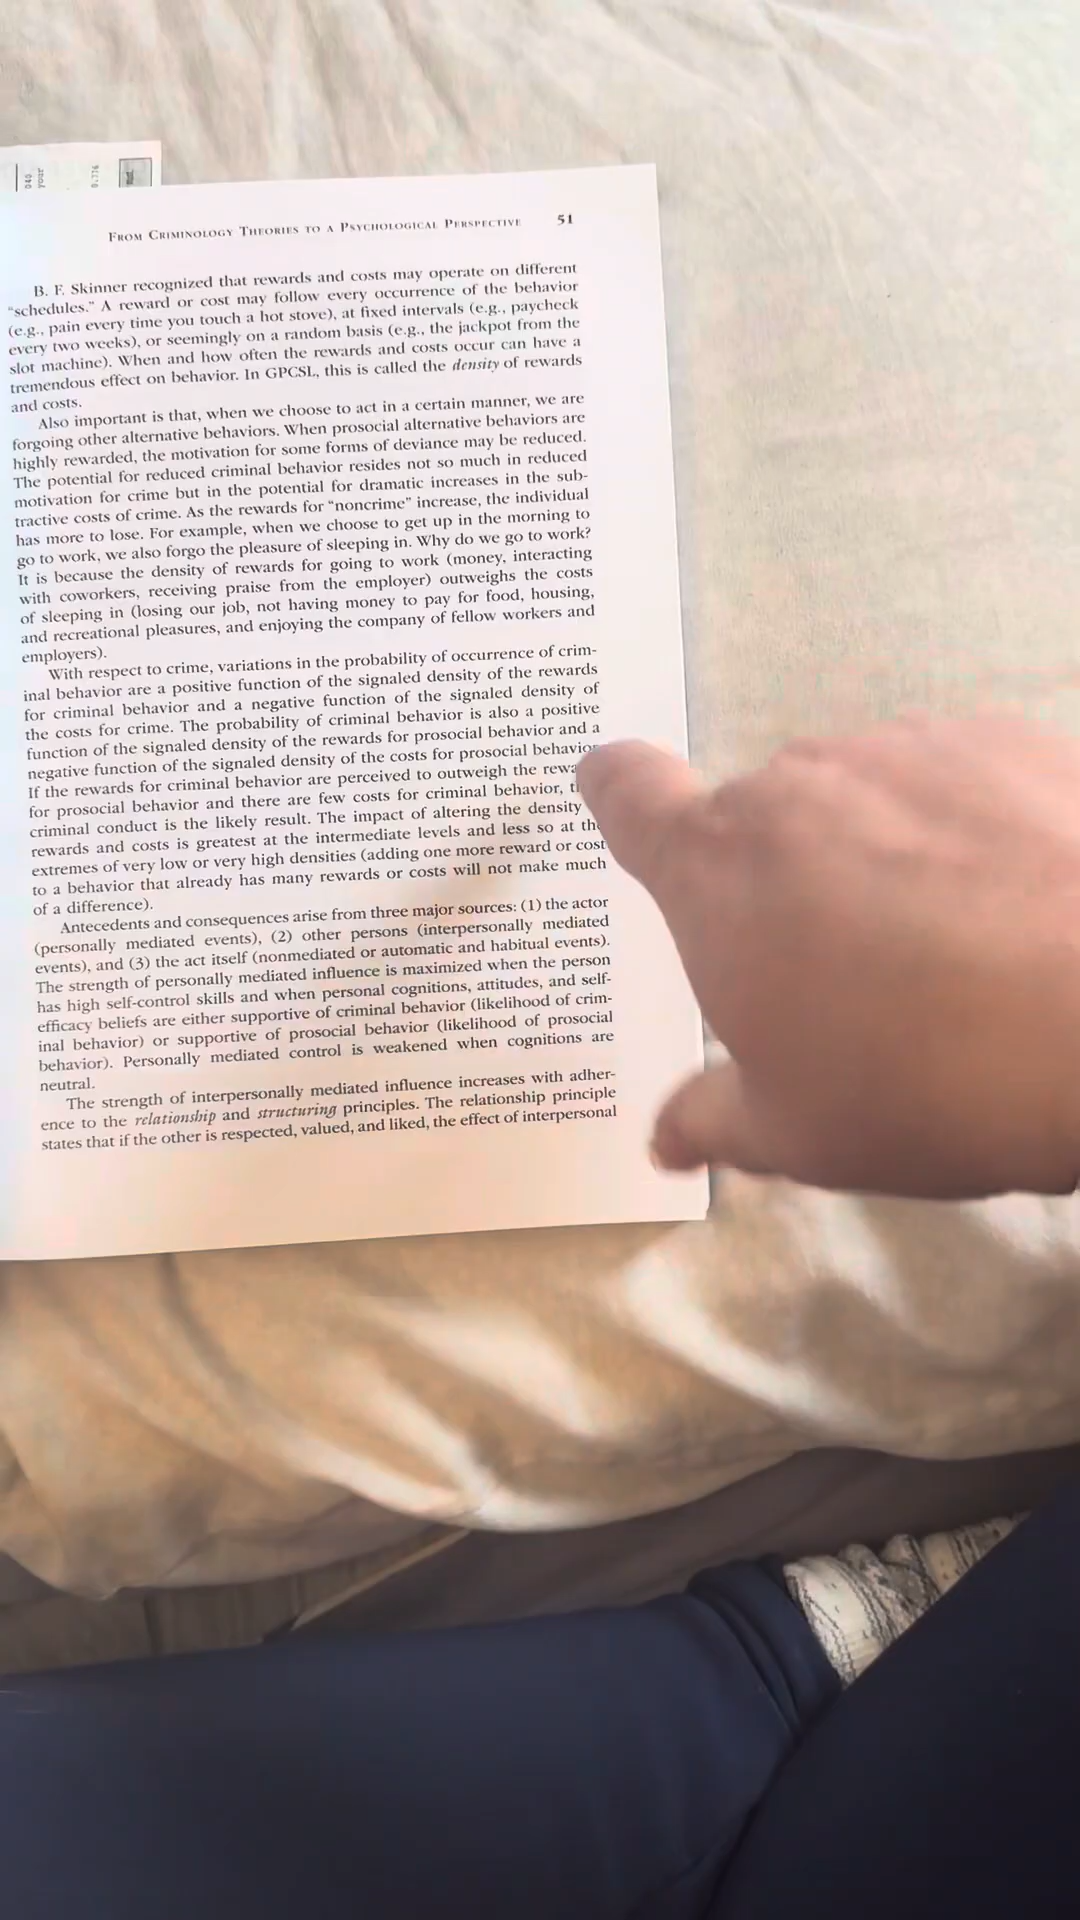 040
your
0.776
FROM CRIMINOLOGY THEORIES TO A PSYCHOLOGICAL PERSPECTIVE 51
B. F. Skinner recognized that rewards and costs may operate on different
“schedules.” A reward or cost may follow every occurrence of the behavior
(e.g., pain every time you touch a hot stove), at fixed intervals (e.g., paycheck
every two weeks), or seemingly on a random basis (e.g., the jackpot from the
slot machine). When and how often the rewards and costs occur can have a
tremendous effect on behavior. In GPCSL, this is called the density of rewards
and costs.
Also important is that, when we choose to act in a certain manner, we are
forgoing other alternative behaviors. When prosocial alternative behaviors are
highly rewarded, the motivation for some forms of deviance may be reduced.
The potential for reduced criminal behavior resides not so much in reduced
motivation for crime but in the potential for dramatic increases in the sub-
tractive costs of crime. As the rewards for “noncrime” increase, the individual
has more to lose. For example, when we choose to get up in the morning to
go to work, we also forgo the pleasure of sleeping in. Why do we go to work?
It is because the density of rewards for going to work (money, interacting
with coworkers, receiving praise from the employer) outweighs the costs
of sleeping in (losing our job, not having money to pay for food, housing,
and recreational pleasures, and enjoying the company of fellow workers and
employers).
With respect to crime, variations in the probability of occurrence of crim-
inal behavior are a positive function of the signaled density of the rewards
for criminal behavior and a negative function of the signaled density of
the costs for crime. The probability of criminal behavior is also a positive
function of the signaled density of the rewards for prosocial behavior and a
negative function of the signaled density of the costs for prosocial behavior
If the rewards for criminal behavior are perceived to outweigh the
for prosocial behavior and there are few costs for criminal behavior,
criminal conduct is the likely result. The impact of altering the density
rewards and costs is greatest at the intermediate levels and less so at the
extremes of very low or very high densities (adding one more reward or cost
to a behavior that already has many rewards or costs will not make much
of a difference).
Antecedents and consequences arise from three major sources: (1) the actor
(personally mediated events), (2) other persons (interpersonally mediated
events), and (3) the act itself (nonmediated or automatic and habitual events).
The strength of personally mediated influence is maximized when the person
has high self-control skills and when personal cognitions, attitudes, and self-
efficacy beliefs are either supportive of criminal behavior (likelihood of crim-
inal behavior) or supportive of prosocial behavior (likelihood of prosocial
behavior). Personally mediated control is weakened when cognitions are
neutral.
The strength of interpersonally mediated influence increases with adher-
ence to the relationship and structuring principles. The relationship principle
states that if the other is respected, valued, and liked, the effect of interpersonal